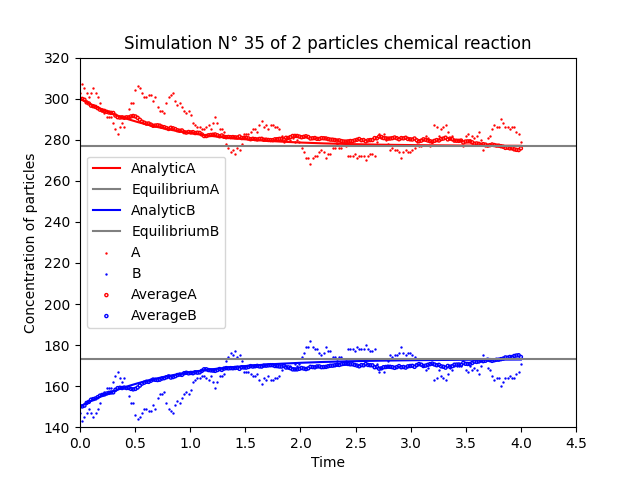 Simulation N° 35 of 2 particles chemical reaction
Concentration of particles
320
300
280
260
240
220
200
180
160
140
AnalyticA
EquilibriumA
AnalyticB
EquilibriumB
A
B
AverageA
AverageB
0.0 0.5 1.0 1.5 2.0 2.5 3.0 3.5 4.0 4.5
Time